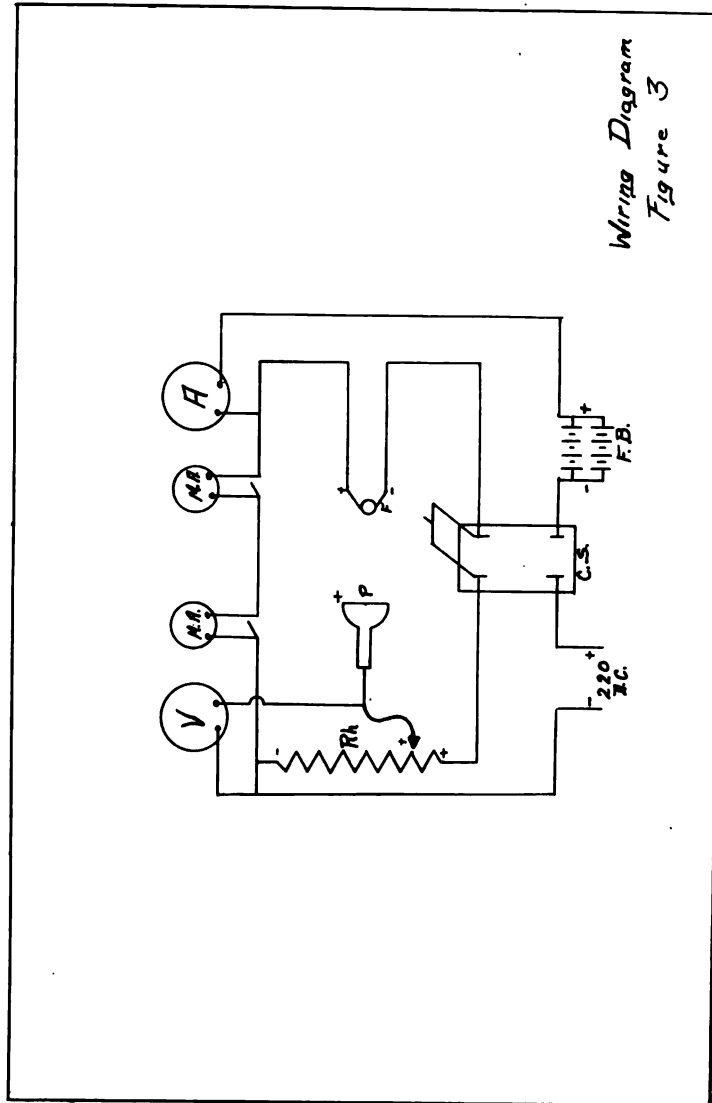 V
M.A.
M.A.
A
Rh
-
+
+
+
P
+
F
-
-
220
D.C.
+
C.S.
-
F.B.
+
Wiring Diagram
Figure 3